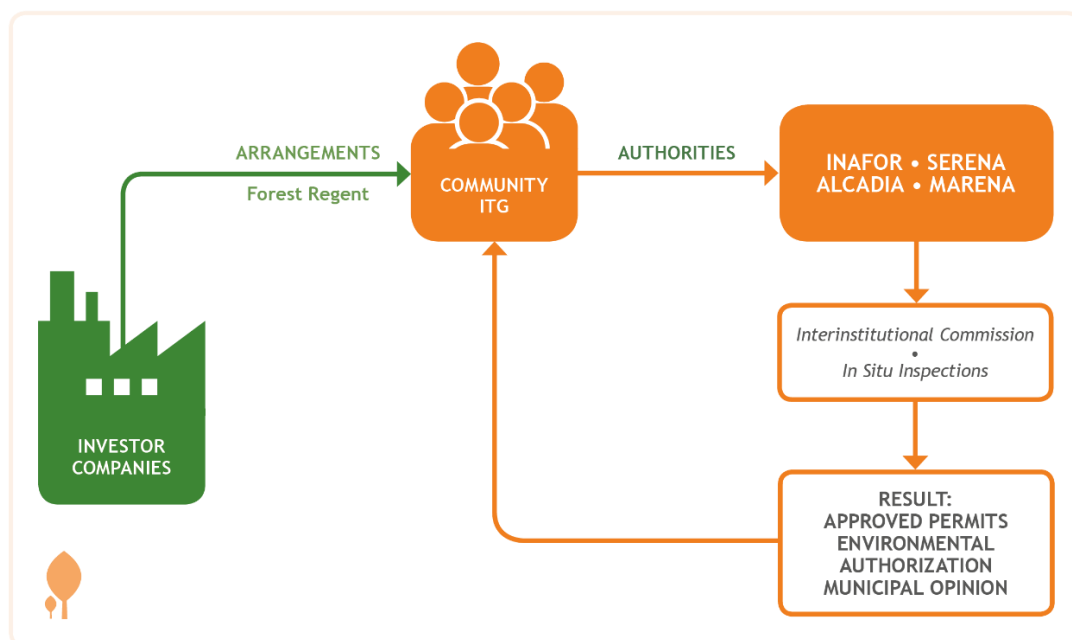 ARRANGEMENTS
Forest Regent
COMMUNITY
ITG
AUTHORITIES
INAFOR • SERENA
ALCADIA • MARENA
Interinstitutional Commission
•
In Situ Inspections
INVESTOR
COMPANIES
RESULT:
APPROVED PERMITS
ENVIRONMENTAL
AUTHORIZATION
MUNICIPAL OPINION